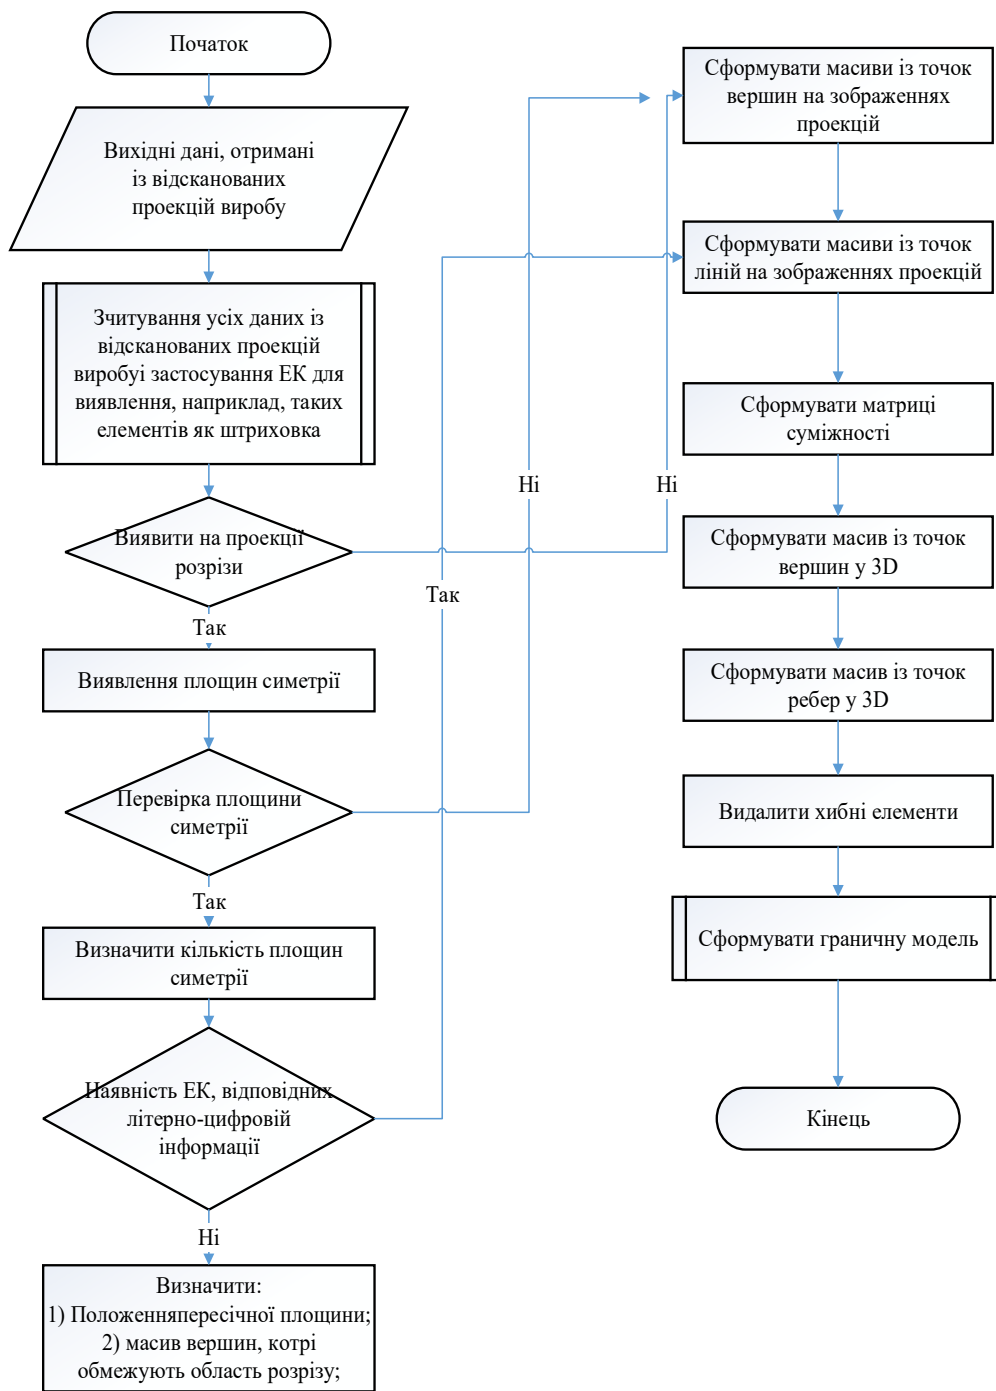 Початок
Вихідні дані, отримані
із відсканованих
проекцій виробу
Зчитування усіх даних із
відсканованих проекцій
виробуі застосування ЕК для
виявлення, наприклад, таких
елементів як штриховка
Виявити на проекції
розрізи
Так
Виявлення площин симетрії
Перевірка площини
симетрії
Так
Визначити кількість площин
симетрії
Наявність ЕК, відповідних
літерно-цифровій
інформації
Ні
Визначити:
1) Положенняпересічної площини;
2) масив вершин, котрі
обмежують область розрізу;
Так
Ні
Ні
Сформувати масиви із точок
вершин на зображеннях
проекцій
Сформувати масиви із точок
ліній на зображеннях проекцій
Сформувати матриці
суміжності
Сформувати масив із точок
вершин у 3D
Сформувати масив із точок
ребер у 3D
Видалити хибні елементи
Сформувати граничну модель
Кінець